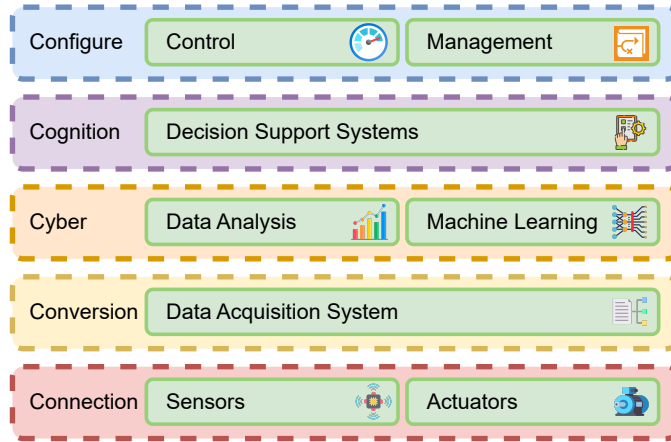 Configure
Control
Management
Cognition
Decision Support Systems
Cyber
Data Analysis
Machine Learning
Conversion
Data Acquisition System
Connection
Sensors
Actuators